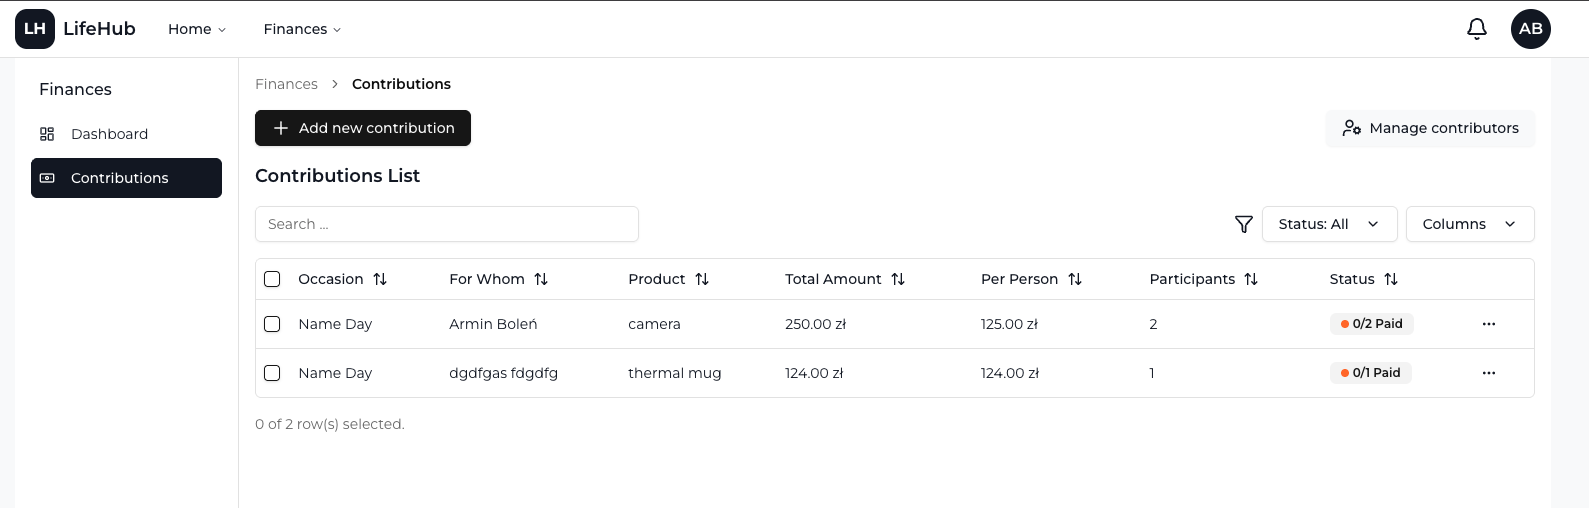 LH LifeHub Home Finances AB
Finances
Dashboard
Contributions
Finances > Contributions
Add new contribution Manage contributors
Contributions List
Search ... Status: All Columns
Occasion For Whom Product Total Amount Per Person Participants Status
Name Day Armin Boleń camera 250.00 zł 125.00 zł 2 0/2 Paid ···
Name Day dgdfgas fdgdfg thermal mug 124.00 zł 124.00 zł 1 0/1 Paid ···
0 of 2 row(s) selected.